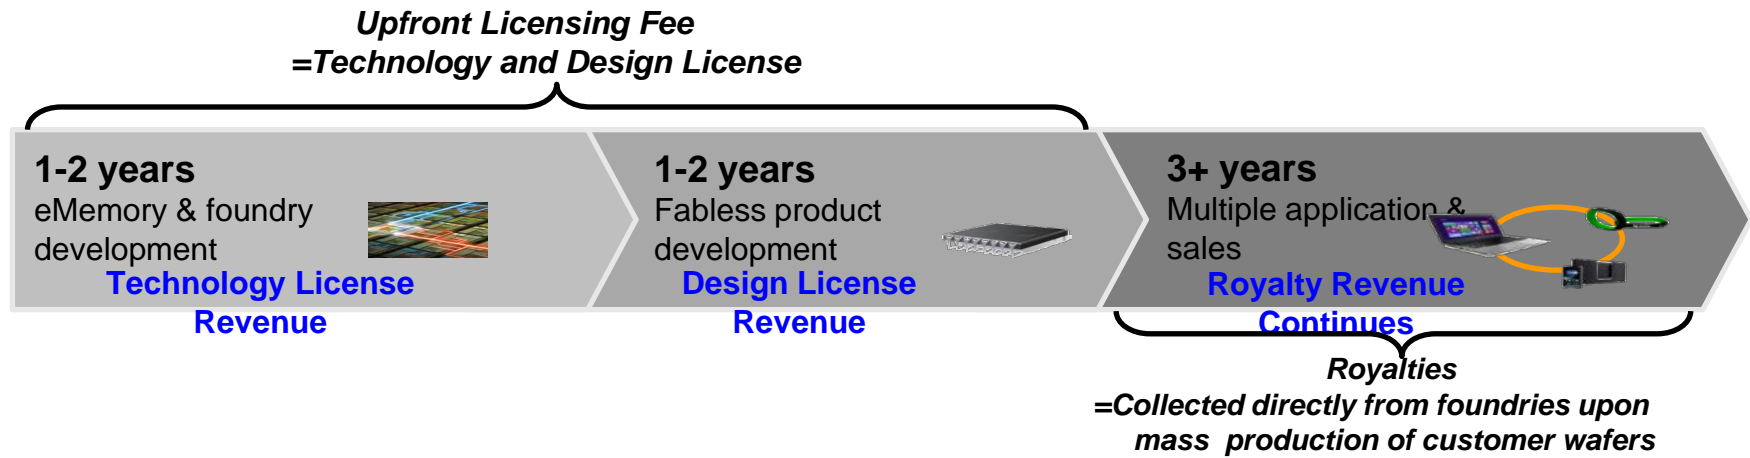 Upfront Licensing Fee
=Technology and Design License
1-2 years
eMemory & foundry
development
Technology License
Revenue
1-2 years
Fabless product
development
Design License
Revenue
3+ years
Multiple application &
sales
Royalty Revenue
Continues
Royalties
=Collected directly from foundries upon
mass production of customer wafers